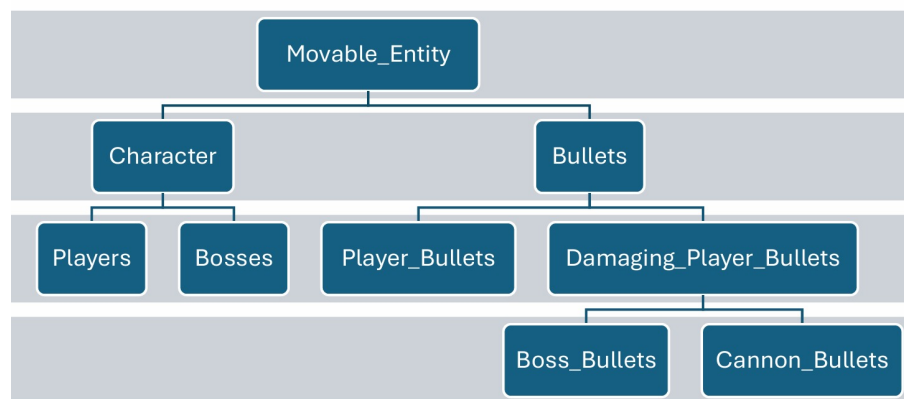 Movable_Entity
Character
Bullets
Players
Bosses
Player_Bullets
Damaging_Player_Bullets
Boss_Bullets
Cannon_Bullets